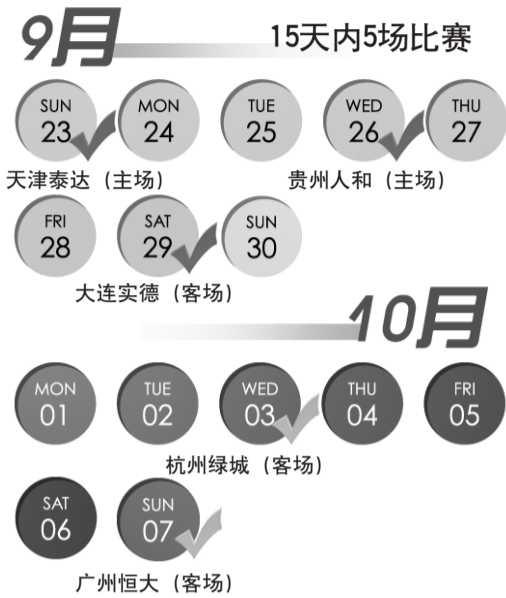 9月
15天内5场比赛
SUN MON TUE WED THU
23 24 25 26 27
天津泰达（主场） 贵州人和（主场）
FRI SAT SUN
28 29 30
大连实德（客场）
10月
MON TUE WED THU FRI
01 02 03 04 05
杭州绿城（客场）
SAT SUN
06 07
广州恒大（客场）